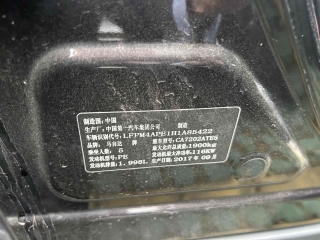 制造国:中国
生产厂:中国第一汽车集团公司 制造
车辆识别代号:LFPM4APE1H1A85422
品牌:马自达 牌 整车型号:CA7202ATE5
乘坐人数:5 最大允许总质量:1900kg
发动机型号:PE 发动机最大净功率:116KW
发动机排量:1.998L 生产日期:2017年09月